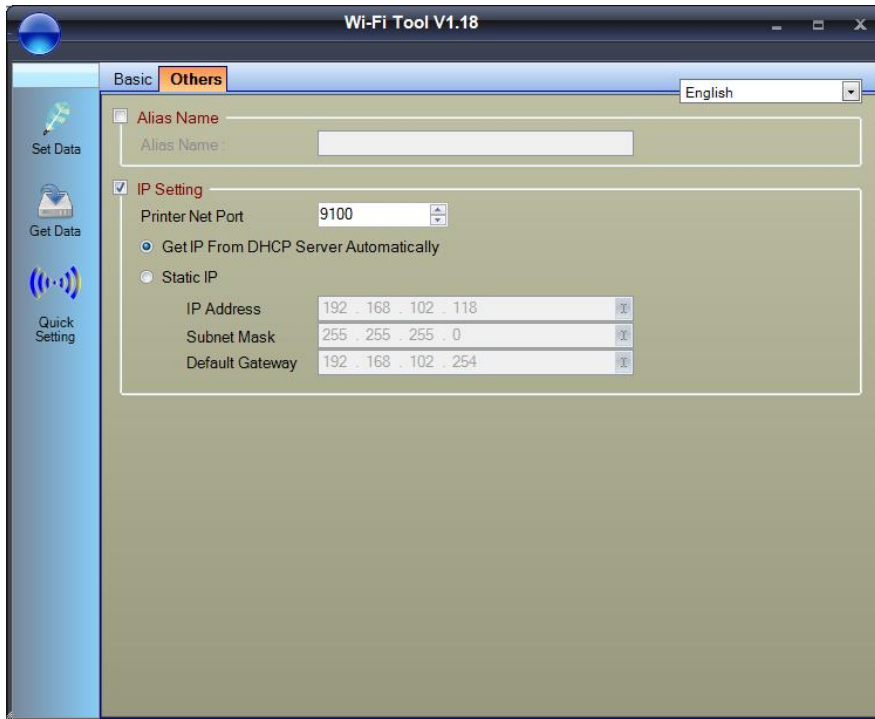 Wi-Fi Tool V1.18
Basic Others
English
Set Data
Get Data
Quick
Setting
Alias Name
Alias Name :
IP Setting
Printer Net Port 9100
Get IP From DHCP Server Automatically
Static IP
IP Address 192 . 168 . 102 . 118
Subnet Mask 255 . 255 . 255 . 0
Default Gateway 192 . 168 . 102 . 254